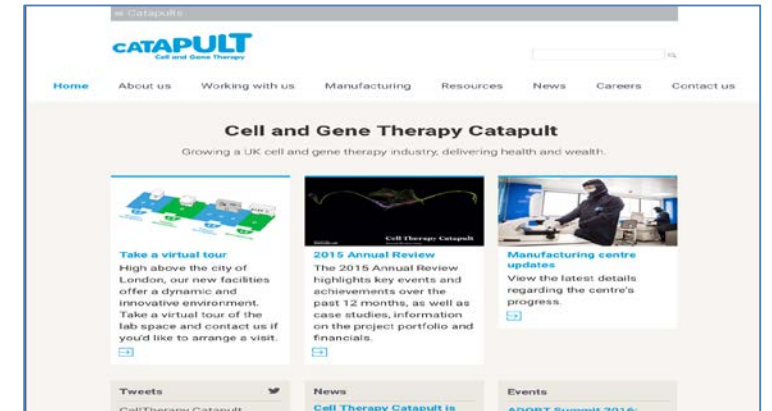 ∞ Catapults
CATAPULT
Cell and Gene Therapy
Home About us Working with us Manufacturing Resources News Careers Contact us
Cell and Gene Therapy Catapult
Growing a UK cell and gene therapy industry, delivering health and wealth.
Cell Therapy Catapult
Take a virtual tour
High above the city of
London, our new facilities
offer a dynamic and
innovative environment.
Take a virtual tour of the
lab space and contact us if
you'd like to arrange a visit.
2015 Annual Review
The 2015 Annual Review
highlights key events and
achievements over the
past 12 months, as well as
case studies, information
on the project portfolio and
financials.
Manufacturing centre
updates
View the latest details
regarding the centre's
progress.
Tweets
CellTherapy Catapult
News
Cell Therapy Catapult is
Events
ADOPT Summit 2016: